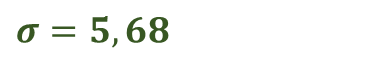 σ = 5,68